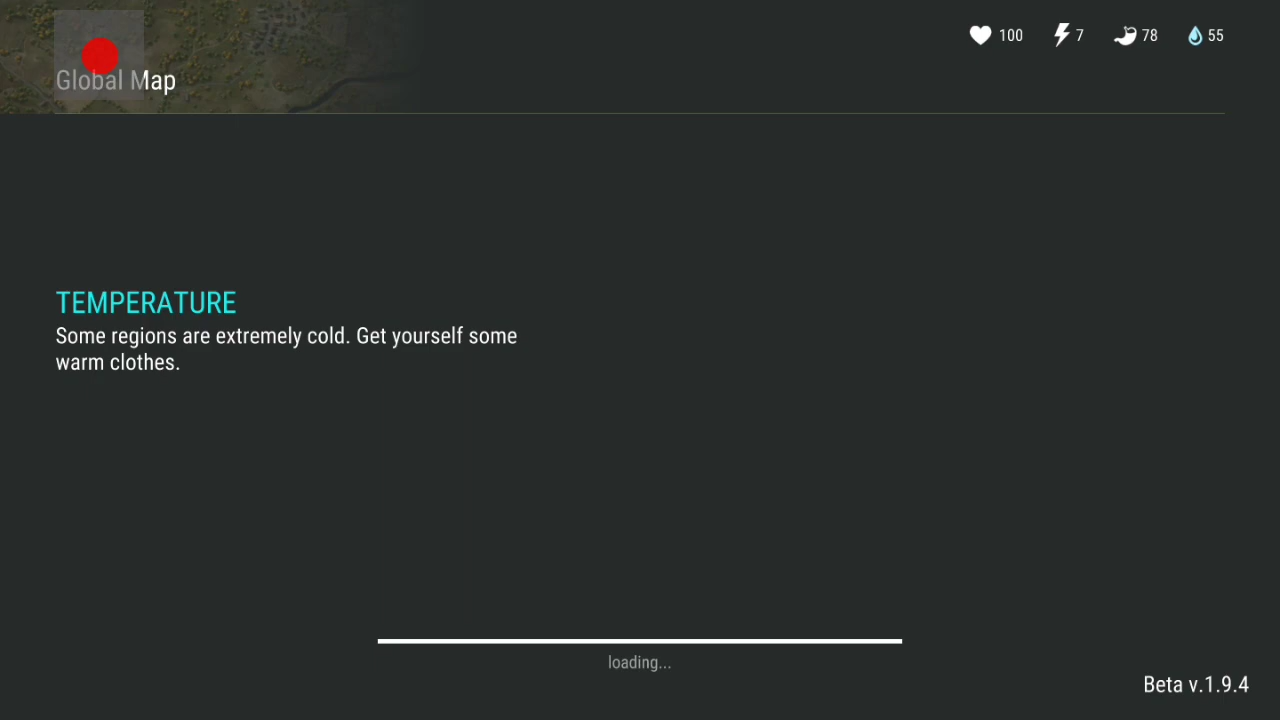 100 7 78 55
Global Map
TEMPERATURE
Some regions are extremely cold. Get yourself some
warm clothes.
loading...
Beta v.1.9.4